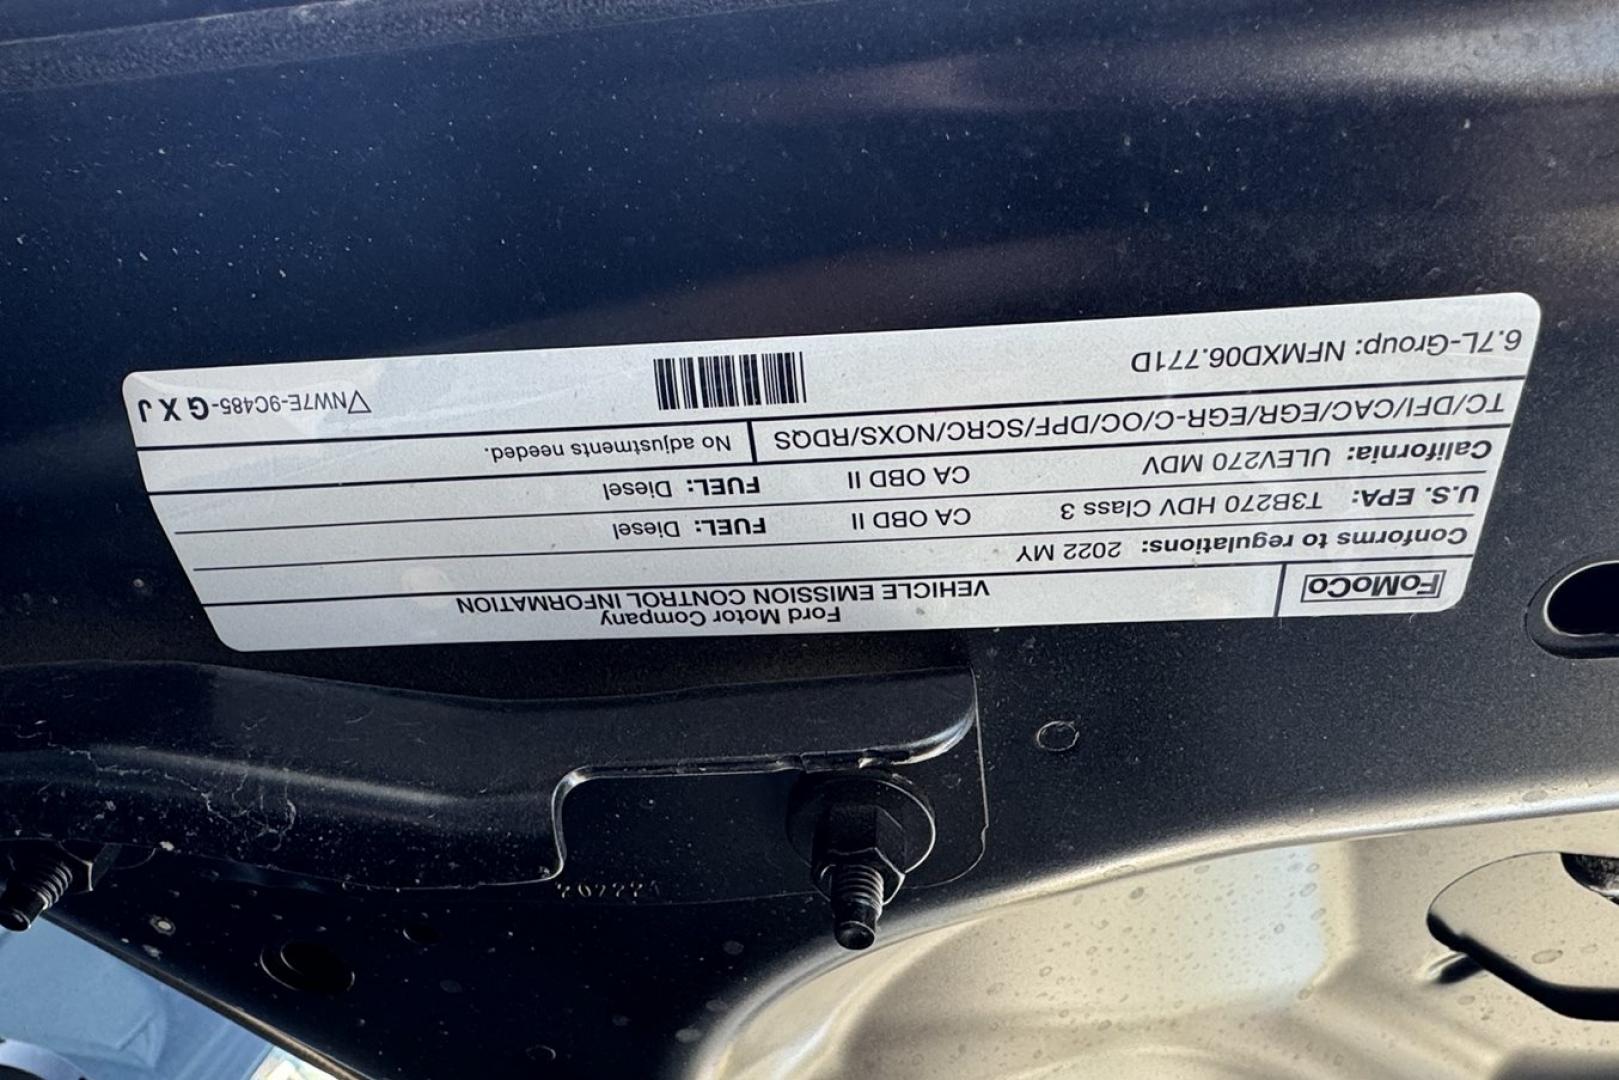 FoMoCo
Ford Motor Company
VEHICLE EMISSION CONTROL INFORMATION
Conforms to regulations: 2022 MY
U.S. EPA: T3B270 HDV Class 3 CA OBD II FUEL: Diesel
California: ULEV270 MDV CA OBD II FUEL: Diesel
TC/DFI/CAC/EGR/EGR-C/OC/DPF/SCRC/NOXS/RDQS No adjustments needed.
6.7L-Group: NFMXD06.771D
NW7E-9C485-GXJ